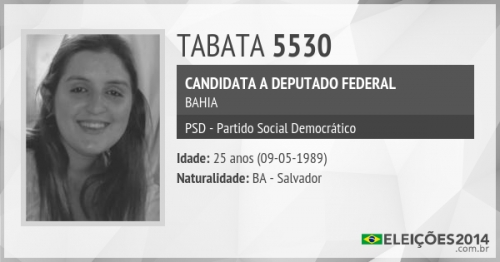 TABATA 5530
CANDIDATA A DEPUTADO FEDERAL
BAHIA
PSD - Partido Social Democrático
Idade: 25 anos (09-05-1989)
Naturalidade: BA - Salvador
ELEIÇÕES2014
.com.br